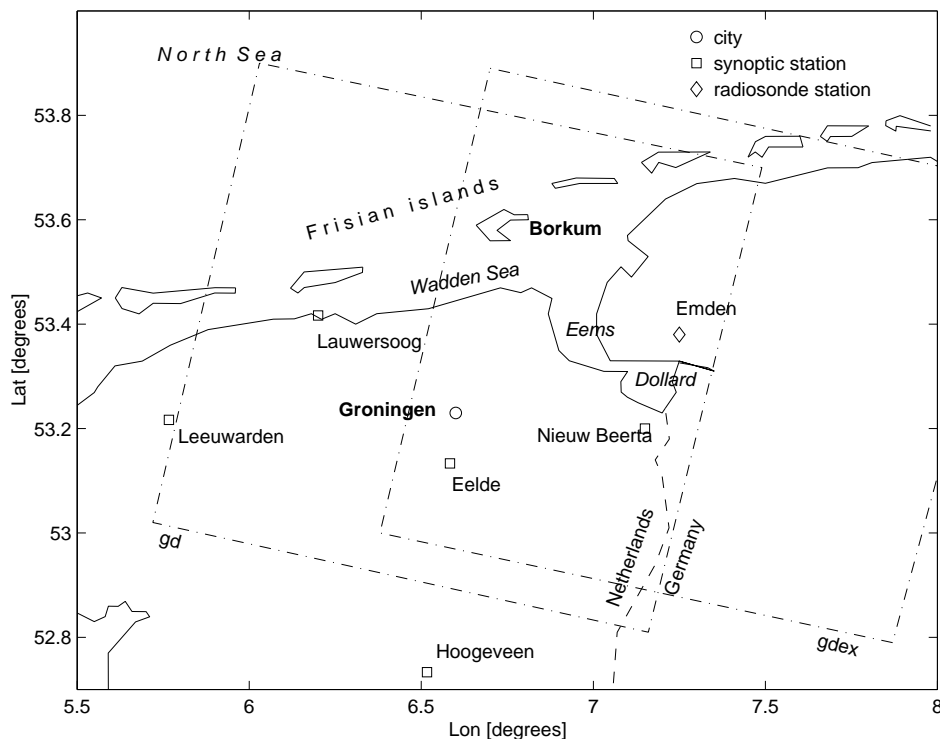 North Sea
city
synoptic station
radiosonde station
53.8
53.6
53.4
53.2
53
52.8
Lat [degrees]
Frisian islands
Borkum
Wadden Sea
Emden
Eems
Lauwersoog
Dollard
Groningen
Leeuwarden
Nieuw Beerta
Eelde
gd
Netherlands
Germany
gdex
Hoogeveen
5.5
6
6.5
7
7.5
8
Lon [degrees]